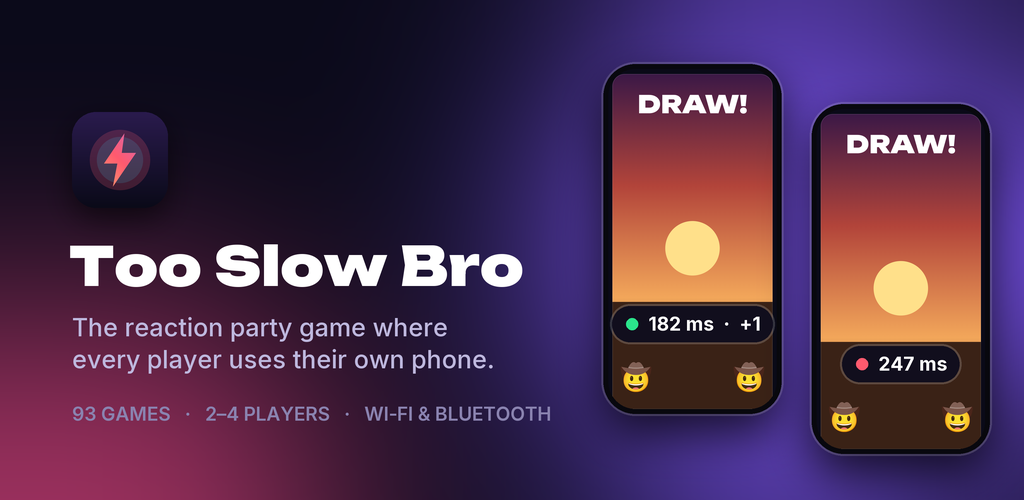 Too Slow Bro
The reaction party game where
every player uses their own phone.
93 GAMES · 2–4 PLAYERS · WI-FI & BLUETOOTH
DRAW!
182 ms · +1
DRAW!
247 ms